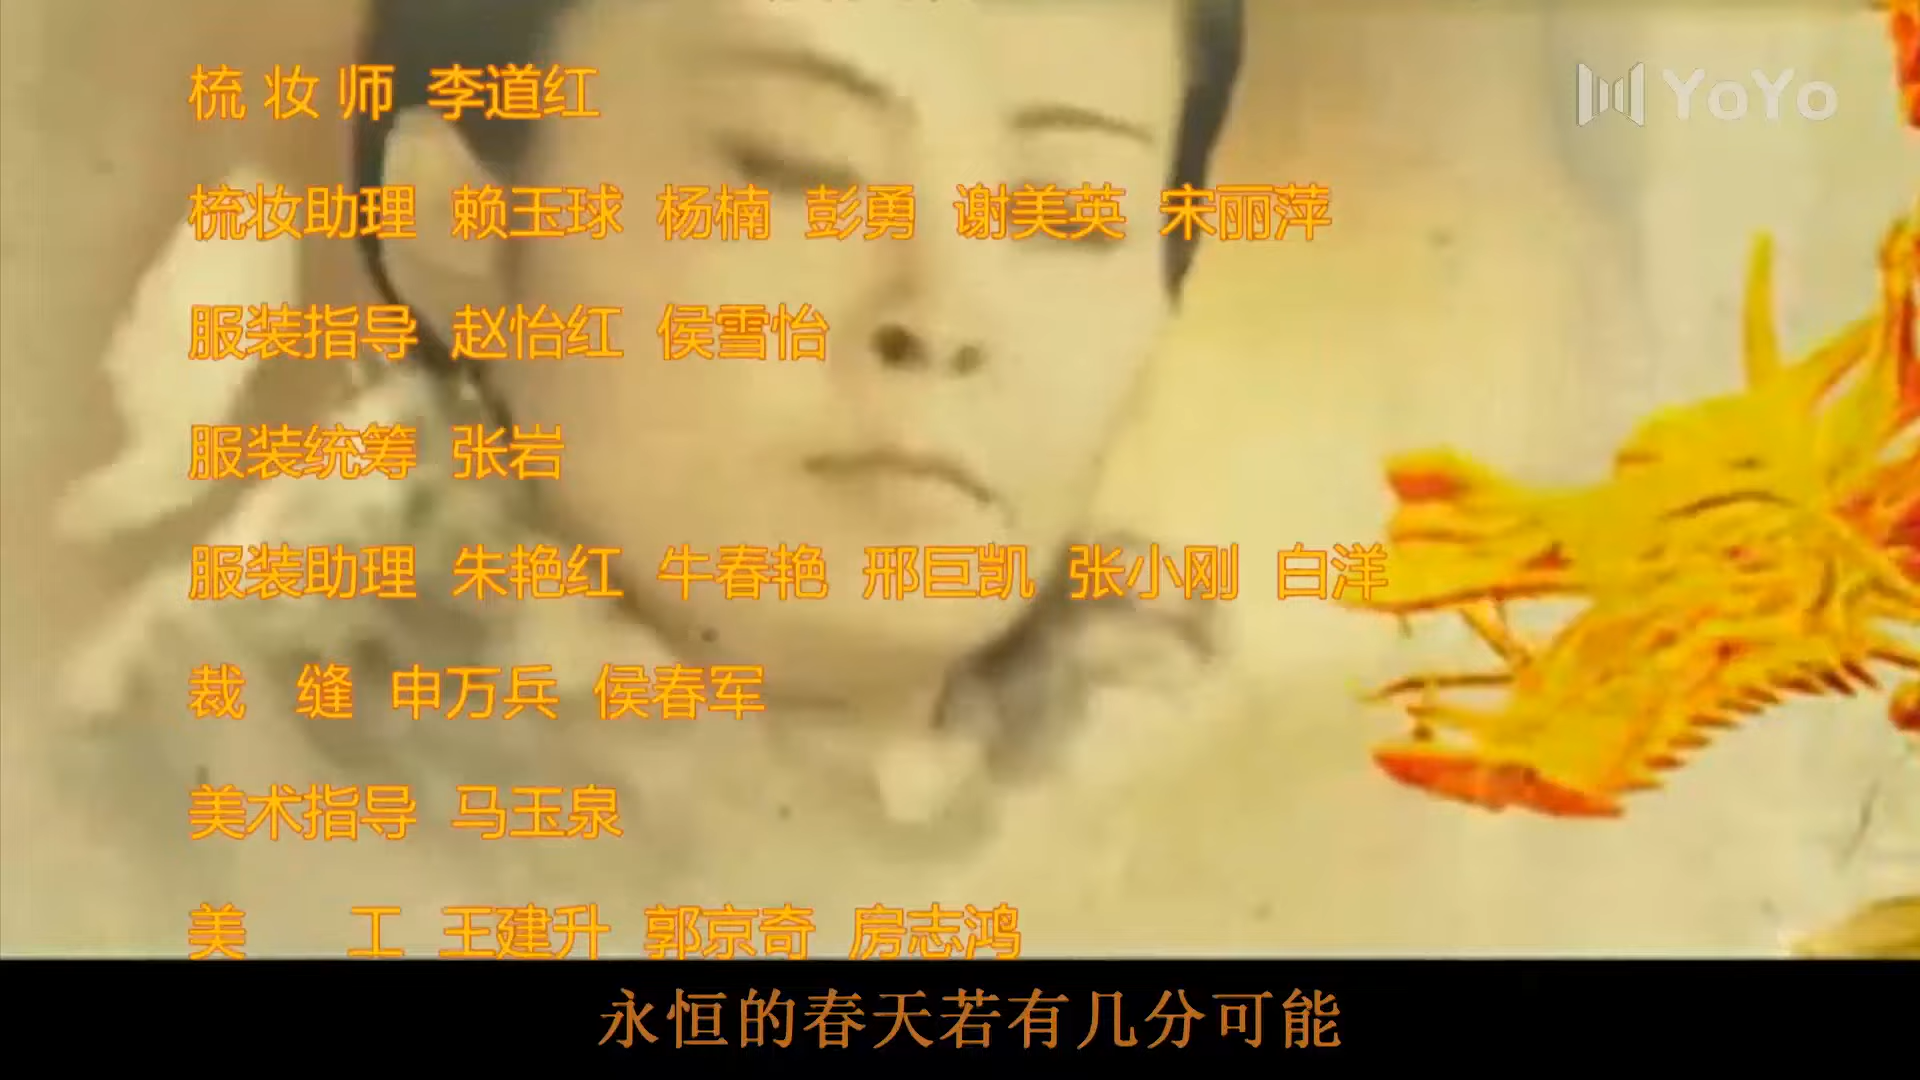 梳 妆 师 李道红
YoYo
梳妆助理 赖玉球 杨楠 彭勇 谢美英 宋丽萍
服装指导 赵怡红 侯雪怡
服装统筹 张岩
服装助理 朱艳红 牛春艳 邢巨凯 张小刚 白洋
裁 缝 申万兵 侯春军
美术指导 马玉泉
美 工 王建升 郭京奇 房志鸿
永恒的春天若有几分可能